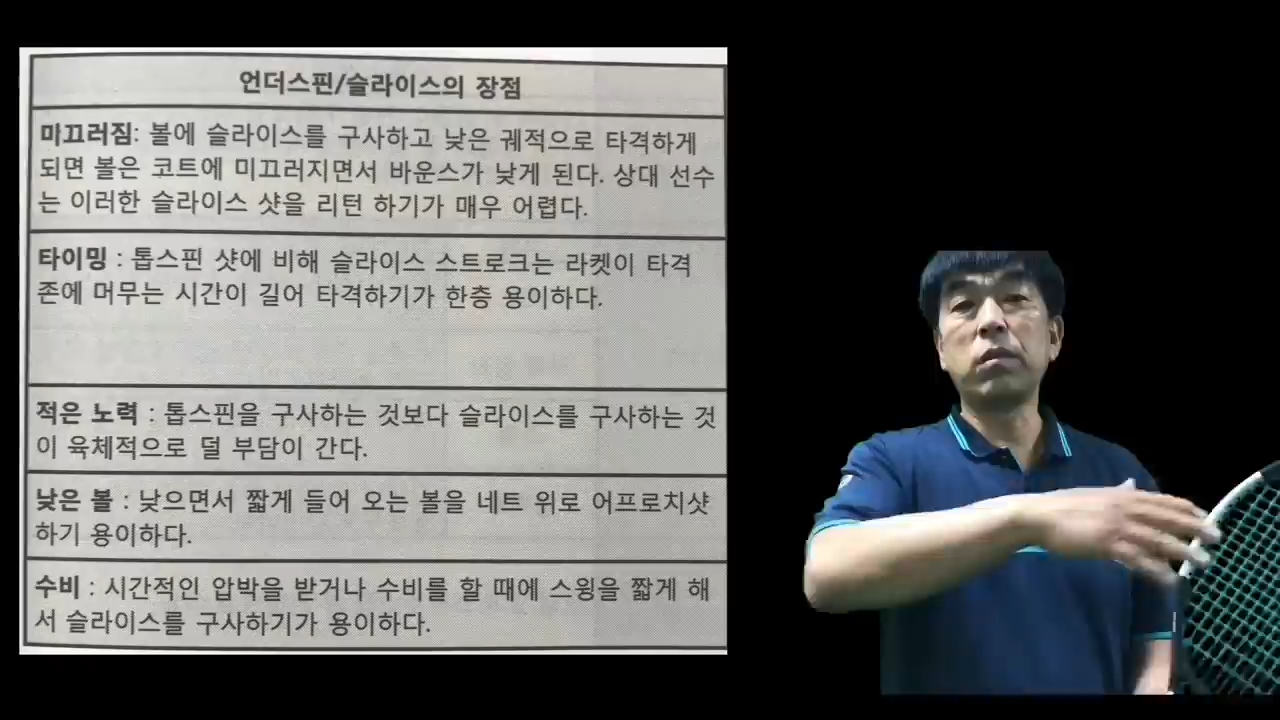 언더스핀/슬라이스의 장점
미끄러짐: 볼에 슬라이스를 구사하고 낮은 궤적으로 타격하게
되면 볼은 코트에 미끄러지면서 바운스가 낮게 된다. 상대 선수
는 이러한 슬라이스 샷을 리턴 하기가 매우 어렵다.
타이밍 : 톱스핀 샷에 비해 슬라이스 스트로크는 라켓이 타격
존에 머무는 시간이 길어 타격하기가 한층 용이하다.
적은 노력 : 톱스핀을 구사하는 것보다 슬라이스를 구사하는 것
이 육체적으로 덜 부담이 간다.
낮은 볼 : 낮으면서 짧게 들어 오는 볼을 네트 위로 어프로치샷
하기 용이하다.
수비 : 시간적인 압박을 받거나 수비를 할 때에 스윙을 짧게 해
서 슬라이스를 구사하기가 용이하다.